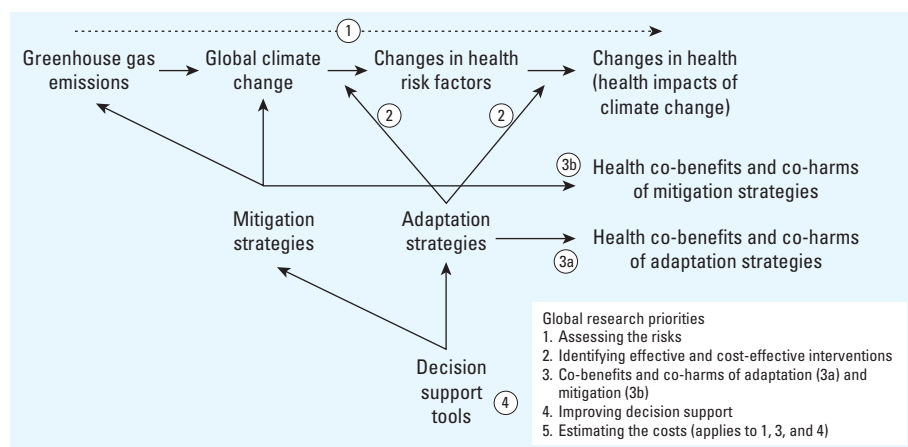 1
Greenhouse gas
emissions
Global climate
change
Changes in health
risk factors
Changes in health
(health impacts of
climate change)
2
2
3b
Health co-benefits and co-harms
of mitigation strategies
Mitigation
strategies
Adaptation
strategies
3a
Health co-benefits and co-harms
of adaptation strategies
Decision
support
tools
4
Global research priorities
1. Assessing the risks
2. Identifying effective and cost-effective interventions
3. Co-benefits and co-harms of adaptation (3a) and
mitigation (3b)
4. Improving decision support
5. Estimating the costs (applies to 1, 3, and 4)